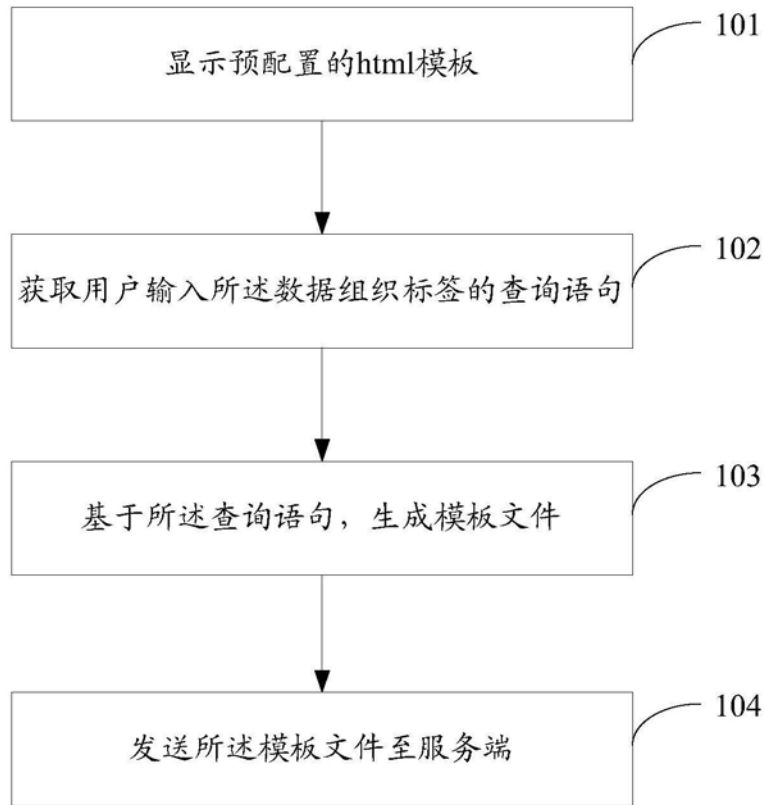 显示预配置的html模板
101
获取用户输入所述数据组织标签的查询语句
102
基于所述查询语句，生成模板文件
103
发送所述模板文件至服务端
104